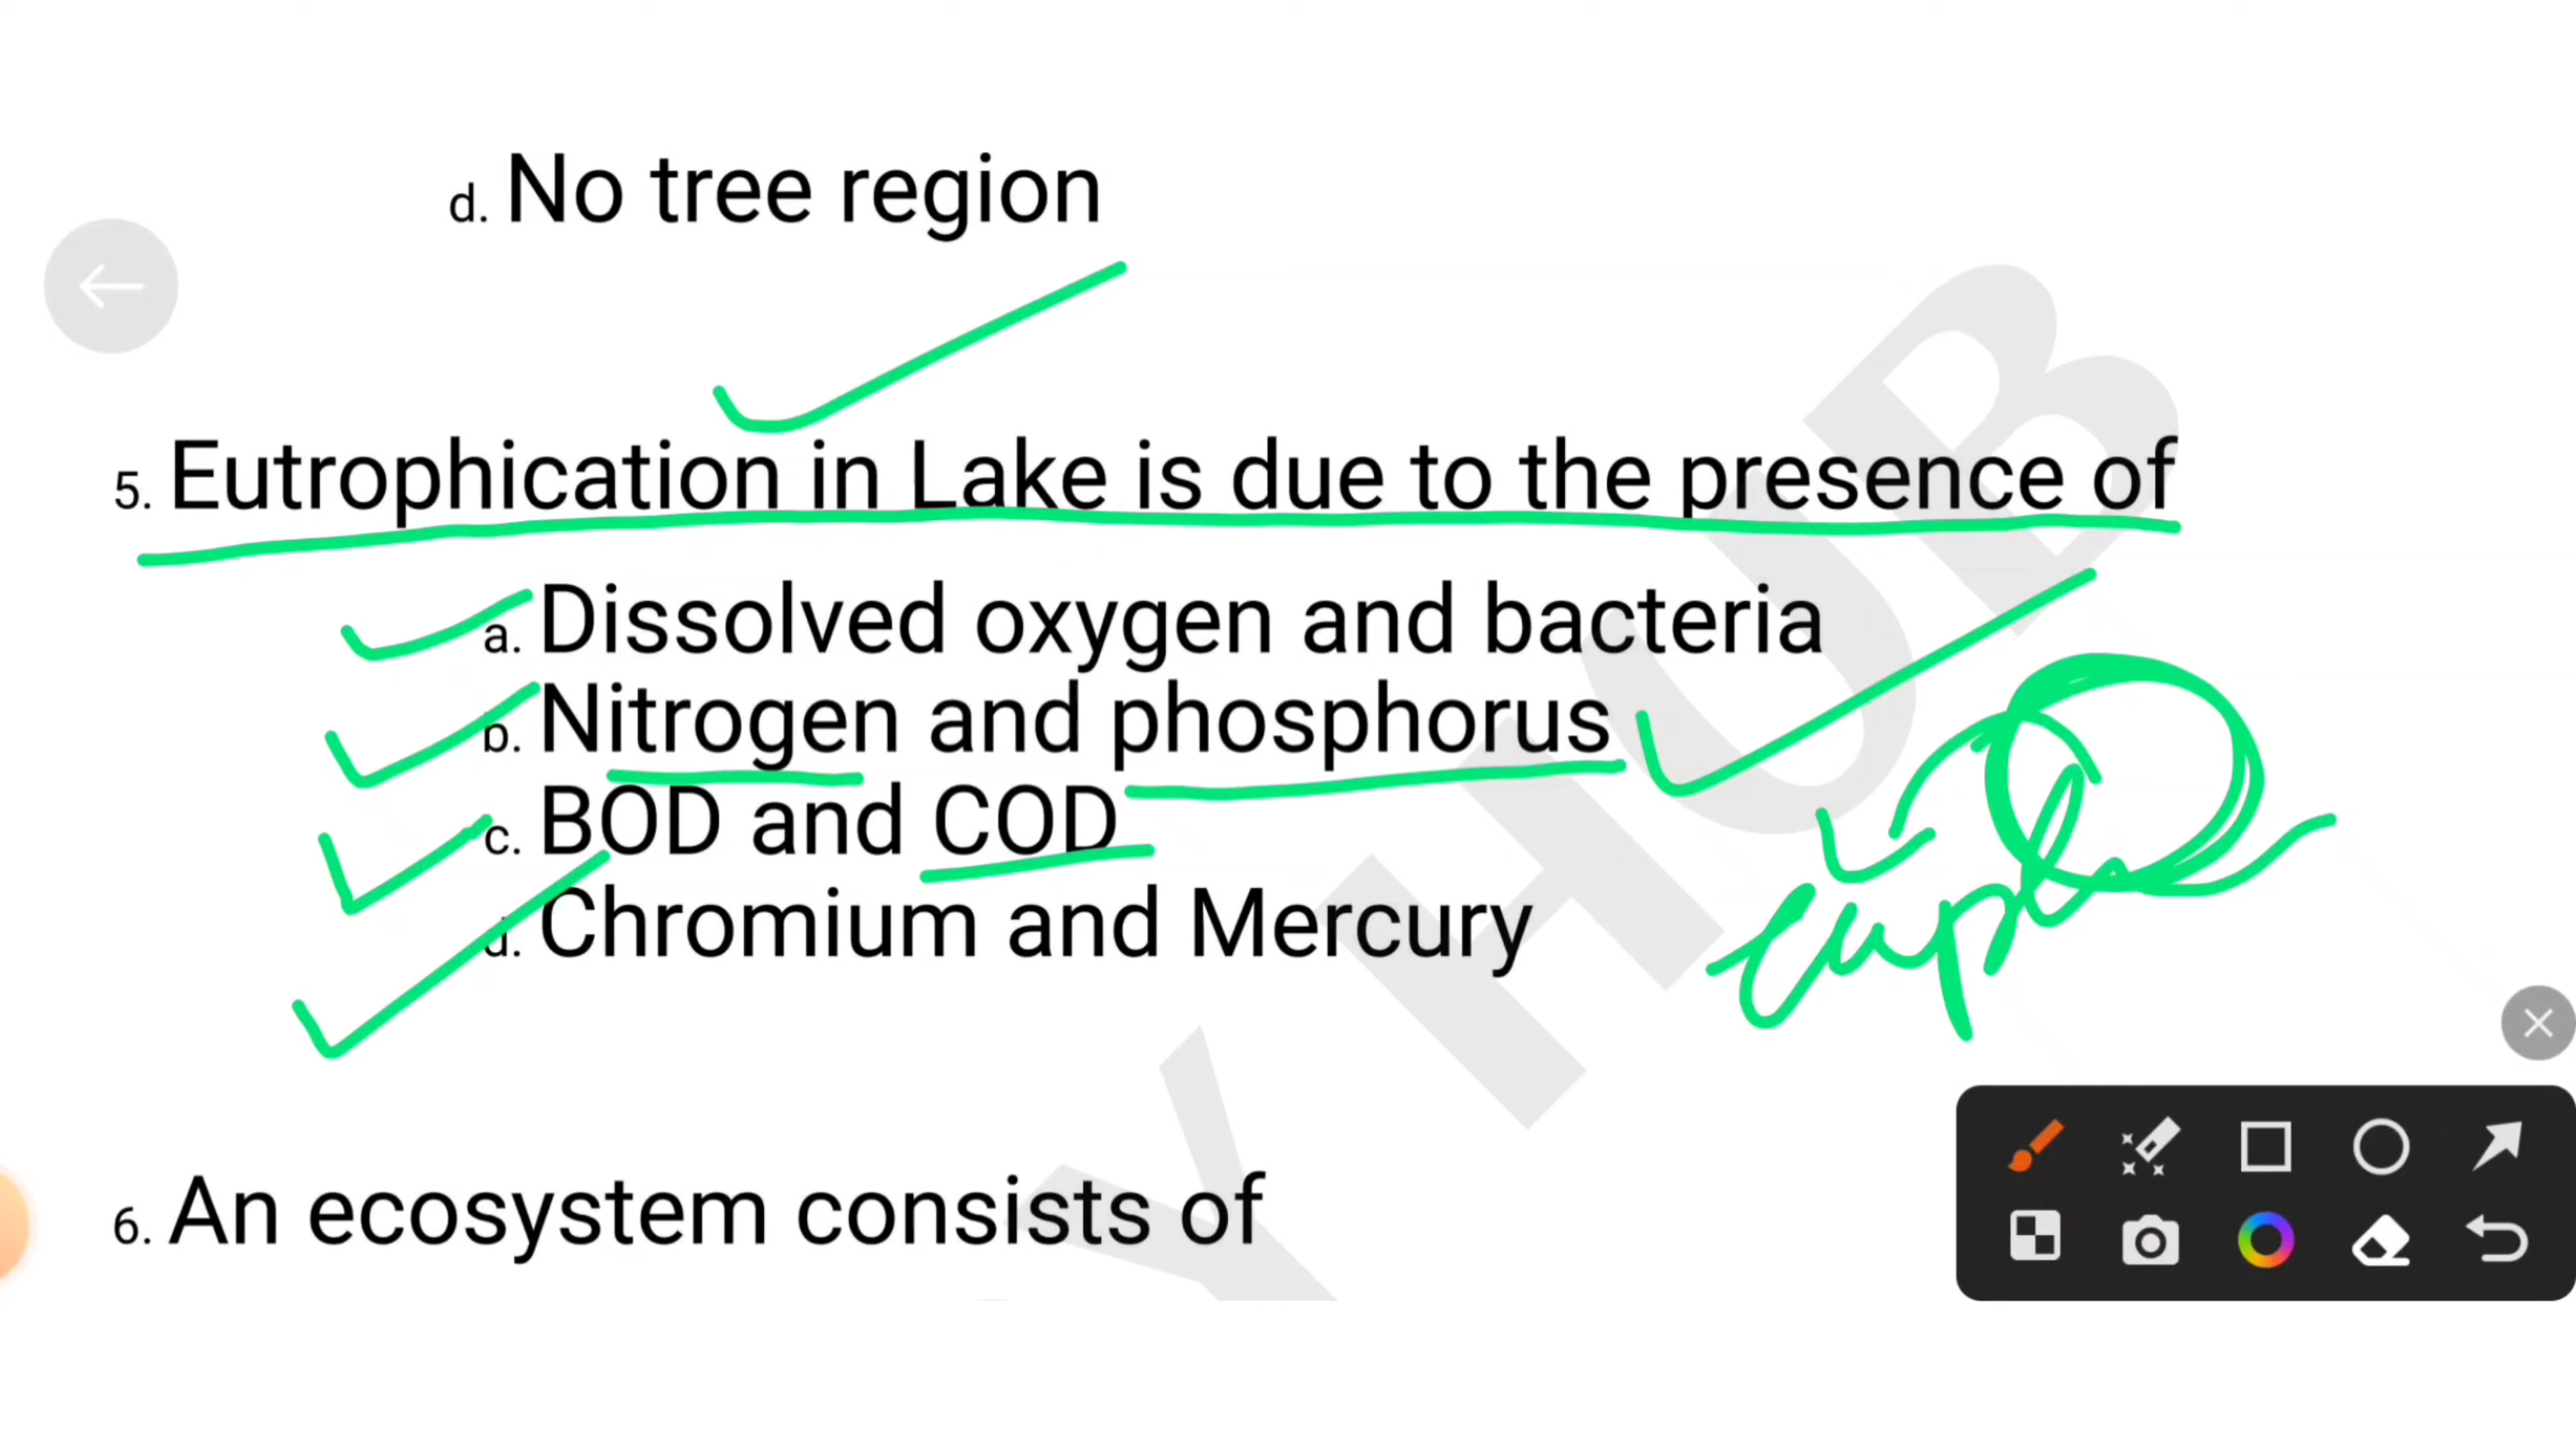 d. No tree region
5. Eutrophication in Lake is due to the presence of
a. Dissolved oxygen and bacteria
b. Nitrogen and phosphorus
c. BOD and COD
d. Chromium and Mercury
6. An ecosystem consists of
Y HUB